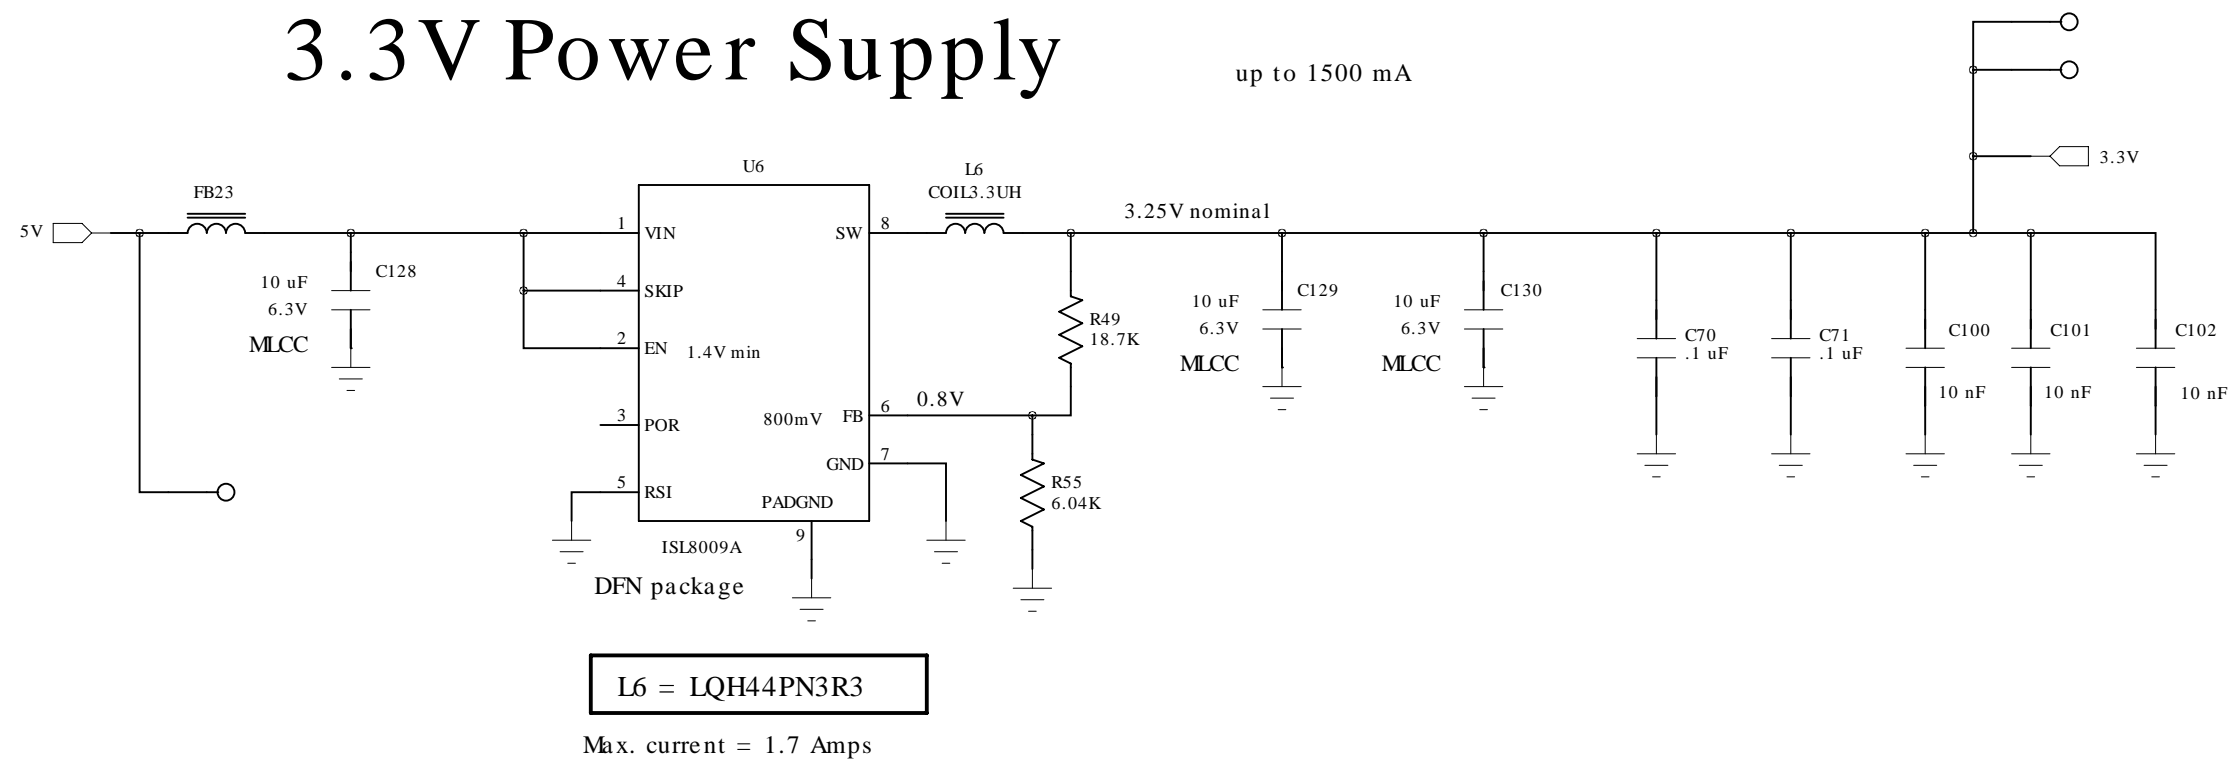 3.3V Power Supply
up to 1500 mA
5V
FB23
10 uF
6.3V
MLCC
C128
U6
1
VIN
4
SKIP
2
EN
1.4V min
3
POR
5
RSI
SW
8
800mV
FB
6
GND
7
PADGND
9
ISL8009A
DFN package
L6
COIL3.3UH
3.25V nominal
R49
18.7K
0.8V
R55
6.04K
10 uF
6.3V
MLCC
C129
10 uF
6.3V
MLCC
C130
C70
.1 uF
C71
.1 uF
C100
10 nF
C101
10 nF
C102
10 nF
3.3V
L6 = LQH44PN3R3
Max. current = 1.7 Amps